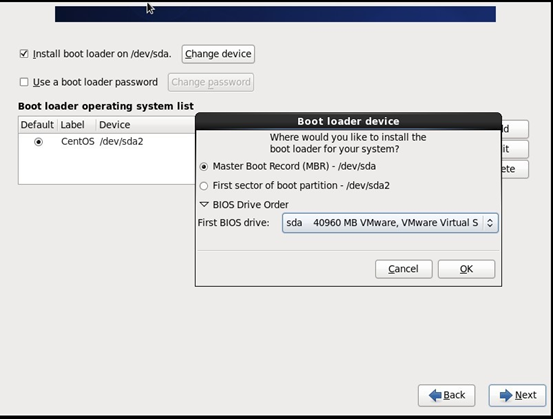 Install boot loader on /dev/sda.
Change device
Use a boot loader password
Change password
Boot loader operating system list
Default Label Device
CentOS /dev/sda2
Boot loader device
Where would you like to install the
boot loader for your system?
Master Boot Record (MBR) - /dev/sda
First sector of boot partition - /dev/sda2
BIOS Drive Order
First BIOS drive: sda 40960 MB VMware, VMware Virtual S
Cancel
OK
Back
Next